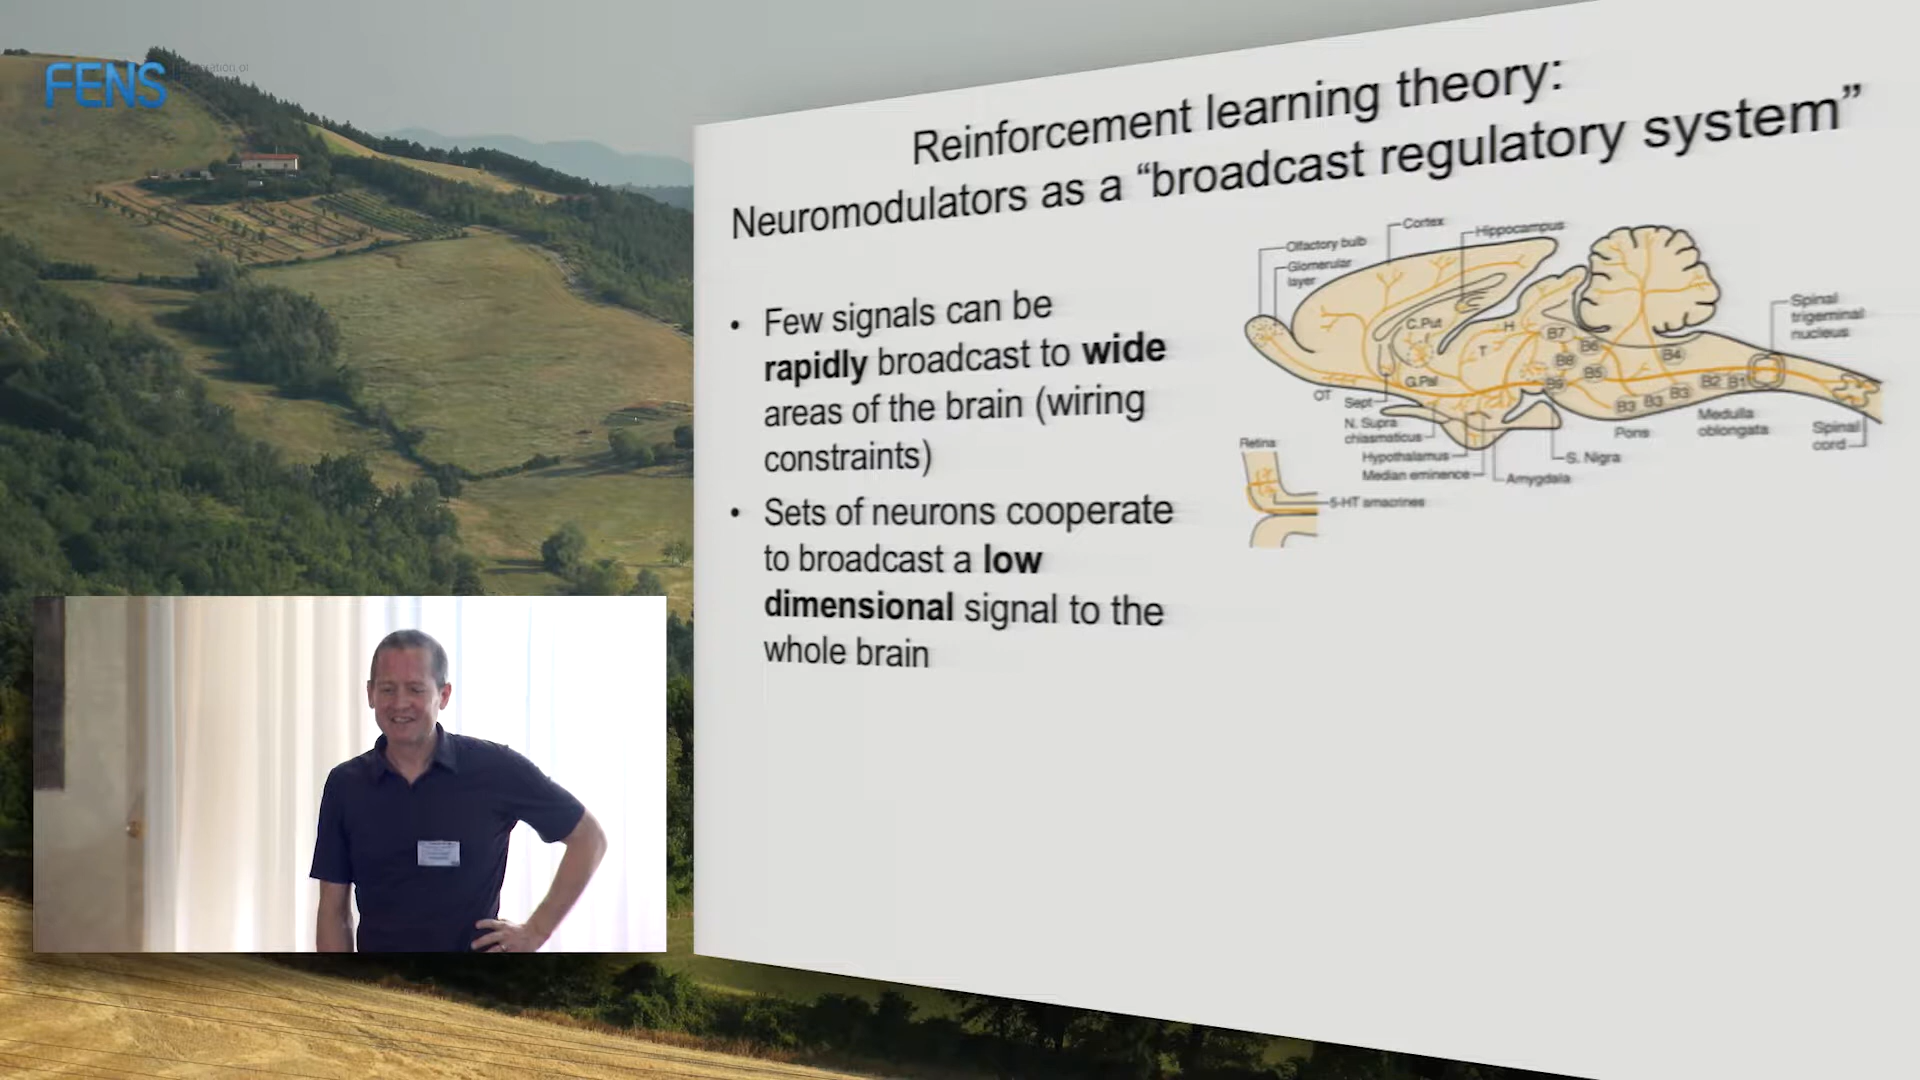 FENS
Reinforcement learning theory:
Neuromodulators as a “broadcast regulatory system”
• Few signals can be
rapidly broadcast to wide
areas of the brain (wiring
constraints)
• Sets of neurons cooperate
to broadcast a low
dimensional signal to the
whole brain
Cortex
Hippocampus
Olfactory bulb
Glomerular
layer
Spinal
trigeminal
nucleus
C.Put
H
T
B7
B6
B8
B5
B9
B4
G.Pal
B3
B3
B3
B2
B1
OT
Sept
N. Supra
chiasmaticus
Hypothalamus
Median eminence
Amygdala
S. Nigra
Pons
Medulla
oblongata
Spinal
cord
Retina
5-HT amacrines